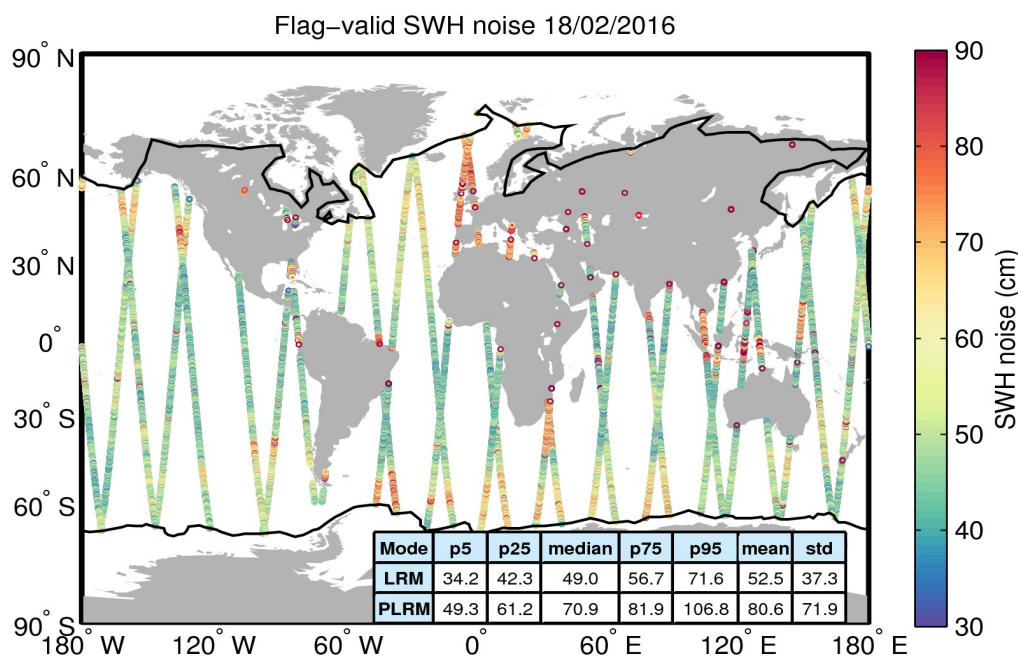 Flag−valid SWH noise 18/02/2016
90° N
60° N
30° N
0°
30° S
60° S
90° S
180° W
120° W
60° W
0°
60° E
120° E
180° E
Mode p5 p25 median p75 p95 mean std
LRM 34.2 42.3 49.0 56.7 71.6 52.5 37.3
PLRM 49.3 61.2 70.9 81.9 106.8 80.6 71.9
90
80
70
60
50
40
30
SWH noise (cm)